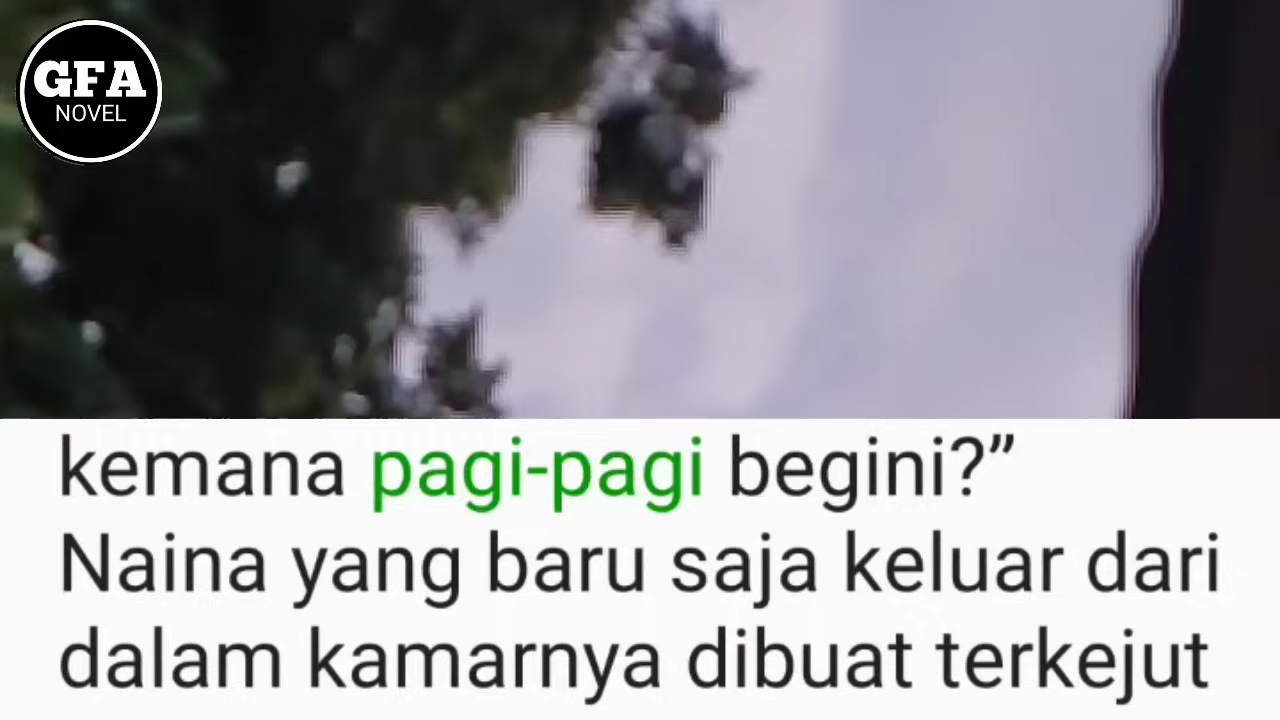 GFA
NOVEL
kemana pagi-pagi begini?”
Naina yang baru saja keluar dari
dalam kamarnya dibuat terkejut